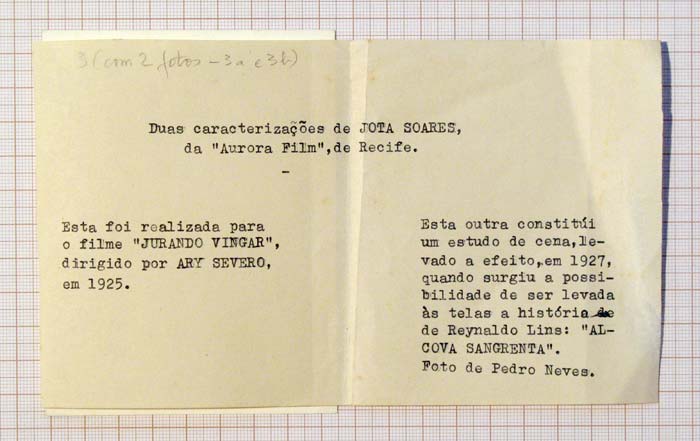 3 (com 2 fotos - 3a e 3b)
Duas caracterizações de JOTA SOARES,
da "Aurora Film", de Recife.
-
Esta foi realizada para
o filme "JURANDO VINGAR",
dirigido por ARY SEVERO,
em 1925.
Esta outra constitúi
um estudo de cena, le-
vado a efeito, em 1927,
quando surgiu a possi-
bilidade de ser levada
às telas a história de
de Reynaldo Lins: "AL-
COVA SANGRENTA".
Foto de Pedro Neves.